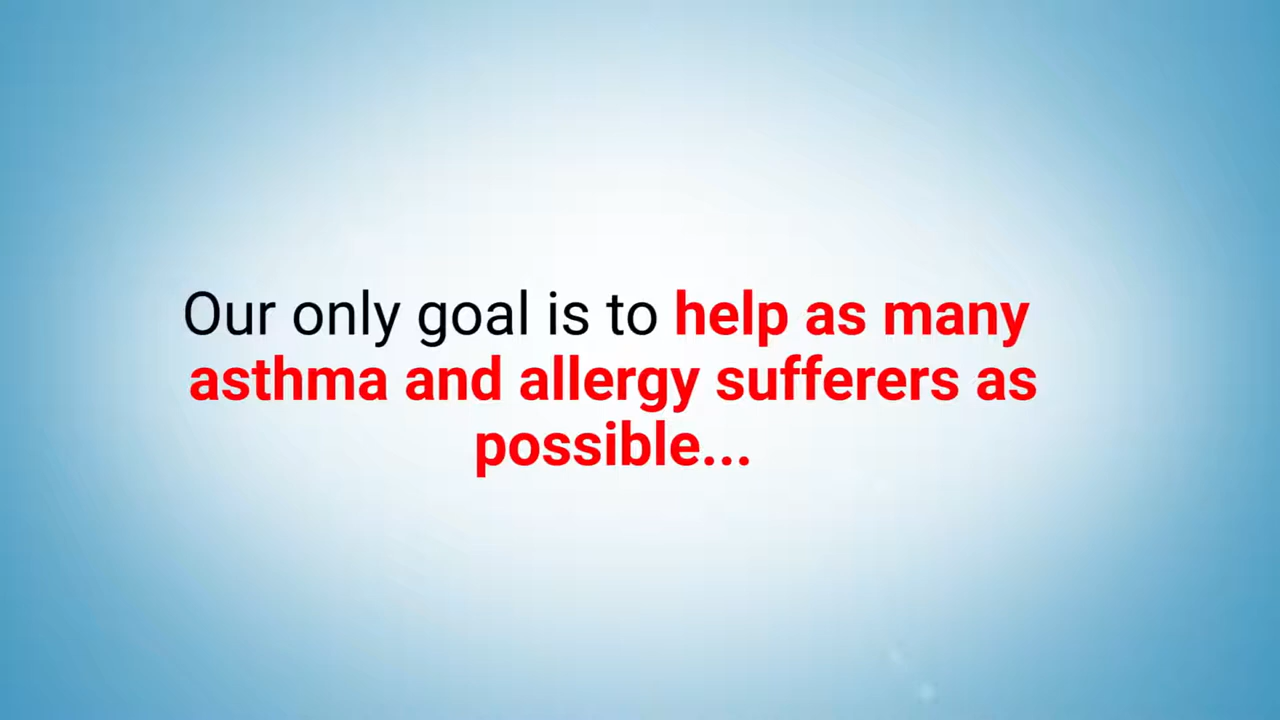 Our only goal is to help as many
asthma and allergy sufferers as
possible...